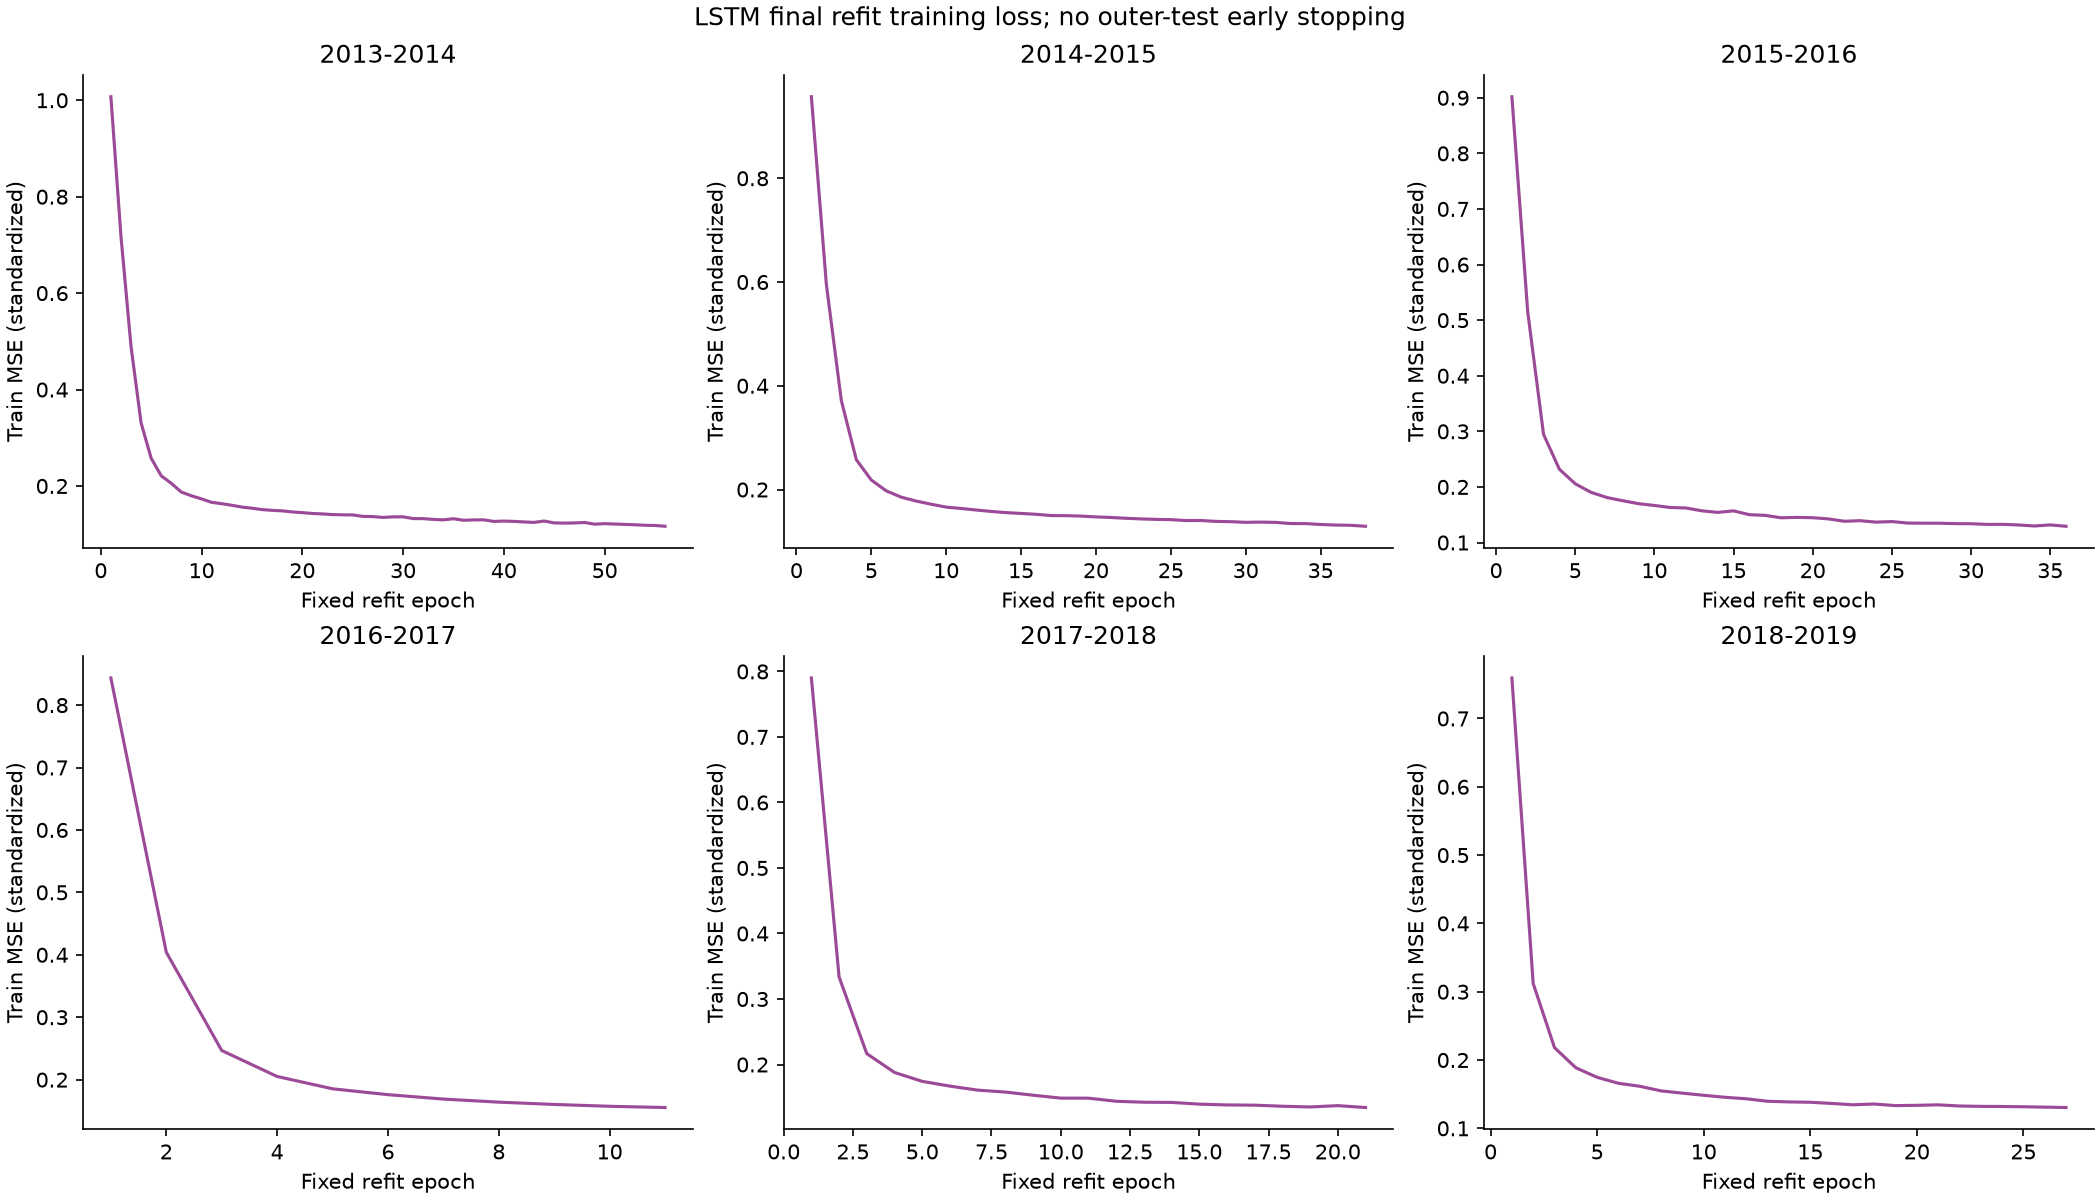 LSTM final refit training loss; no outer-test early stopping
2013-2014
1.0
0.8
0.6
0.4
0.2
Train MSE (standardized)
0 10 20 30 40 50
Fixed refit epoch
2014-2015
0.8
0.6
0.4
0.2
Train MSE (standardized)
0 5 10 15 20 25 30 35
Fixed refit epoch
2015-2016
0.9
0.8
0.7
0.6
0.5
0.4
0.3
0.2
0.1
Train MSE (standardized)
0 5 10 15 20 25 30 35
Fixed refit epoch
2016-2017
0.8
0.7
0.6
0.5
0.4
0.3
0.2
Train MSE (standardized)
2 4 6 8 10
Fixed refit epoch
2017-2018
0.8
0.7
0.6
0.5
0.4
0.3
0.2
Train MSE (standardized)
0.0 2.5 5.0 7.5 10.0 12.5 15.0 17.5 20.0
Fixed refit epoch
2018-2019
0.7
0.6
0.5
0.4
0.3
0.2
0.1
Train MSE (standardized)
0 5 10 15 20 25
Fixed refit epoch